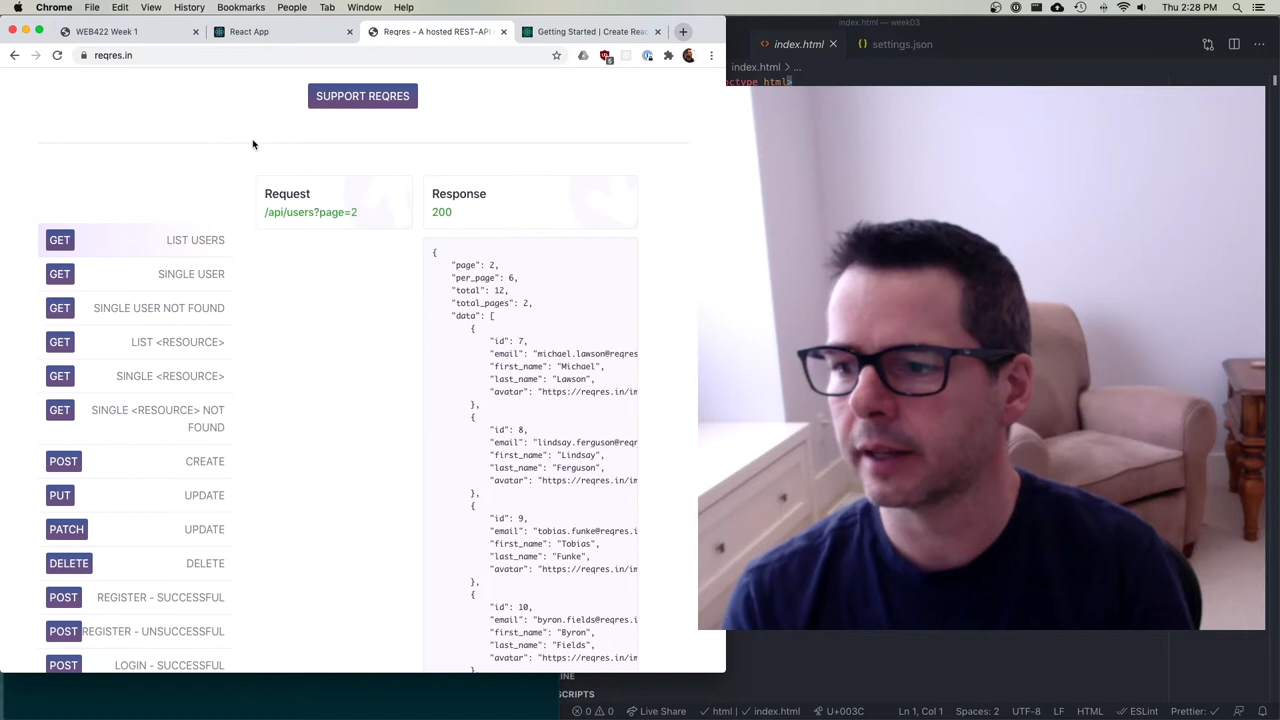 Chrome File Edit View History Bookmarks People Tab Window Help
Thu 2:28 PM
WEB422 Week 1
React App
Reqres - A hosted REST-API
Getting Started | Create Rea
reqres.in
5
SUPPORT REQRES
Request
/api/users?page=2
Response
200
GET LIST USERS
GET SINGLE USER
GET SINGLE USER NOT FOUND
GET LIST <RESOURCE>
GET SINGLE <RESOURCE>
GET SINGLE <RESOURCE> NOT
FOUND
POST CREATE
PUT UPDATE
PATCH UPDATE
DELETE DELETE
POST REGISTER - SUCCESSFUL
POST REGISTER - UNSUCCESSFUL
POST LOGIN - SUCCESSFUL
{
"page": 2,
"per_page": 6,
"total": 12,
"total_pages": 2,
"data": [
{
"id": 7,
"email": "michael.lawson@reqres
"first_name": "Michael",
"last_name": "Lawson",
"avatar": "https://reqres.in/im
},
{
"id": 8,
"email": "lindsay.ferguson@reqr
"first_name": "Lindsay",
"last_name": "Ferguson",
"avatar": "https://reqres.in/im
},
{
"id": 9,
"email": "tobias.funke@reqres.i
"first_name": "Tobias",
"last_name": "Funke",
"avatar": "https://reqres.in/im
},
{
"id": 10,
"email": "byron.fields@reqres.i
"first_name": "Byron",
"last_name": "Fields",
"avatar": "https://reqres.in/im
},
index.html — week03
index.html
settings.json
index.html > ...
ctype html>
INE
SCRIPTS
0 0 Live Share html | index.html U+003C Ln 1, Col 1 Spaces: 2 UTF-8 LF HTML ESLint Prettier: